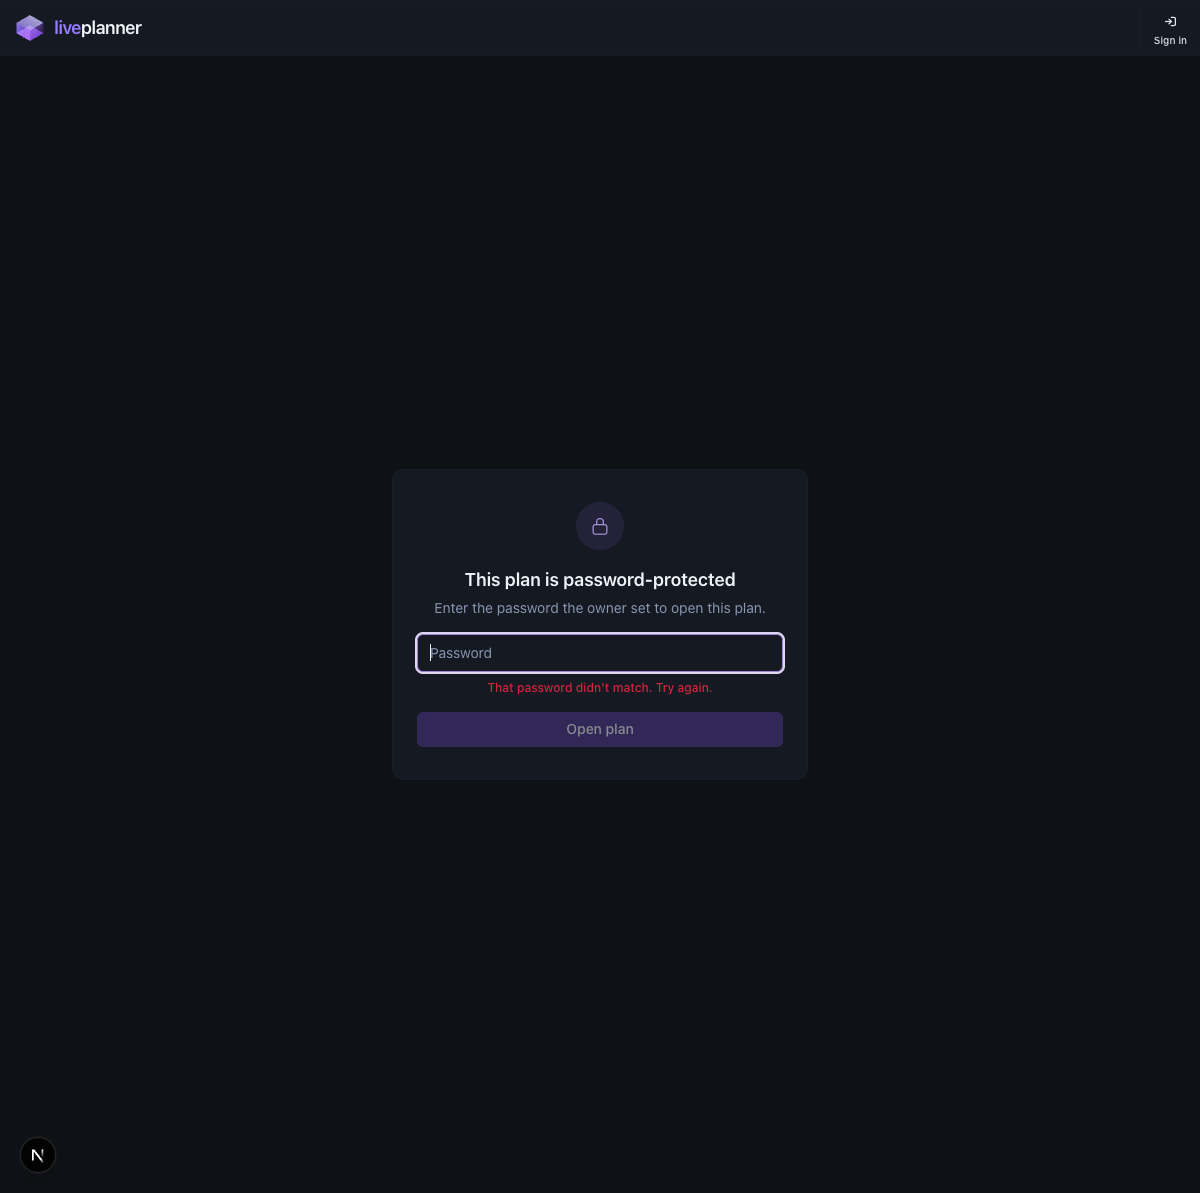 liveplanner
Sign in
This plan is password-protected
Enter the password the owner set to open this plan.
Password
That password didn't match. Try again.
Open plan
N